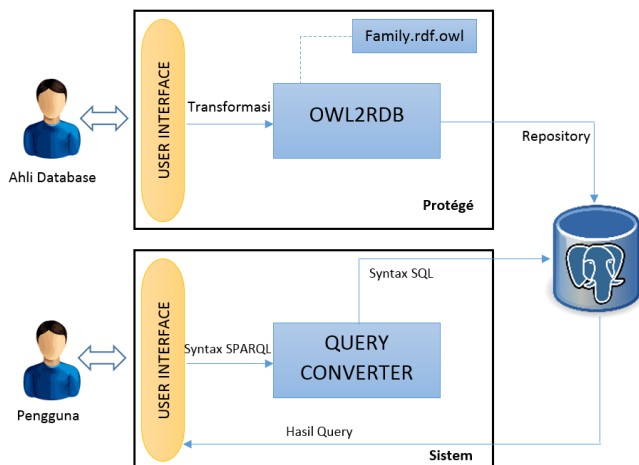 Family.rdf.owl
USER INTERFACE
Transformasi
OWL2RDB
Repository
Ahli Database
Protégé
Syntax SQL
USER INTERFACE
Syntax SPARQL
QUERY
CONVERTER
Pengguna
Hasil Query
Sistem